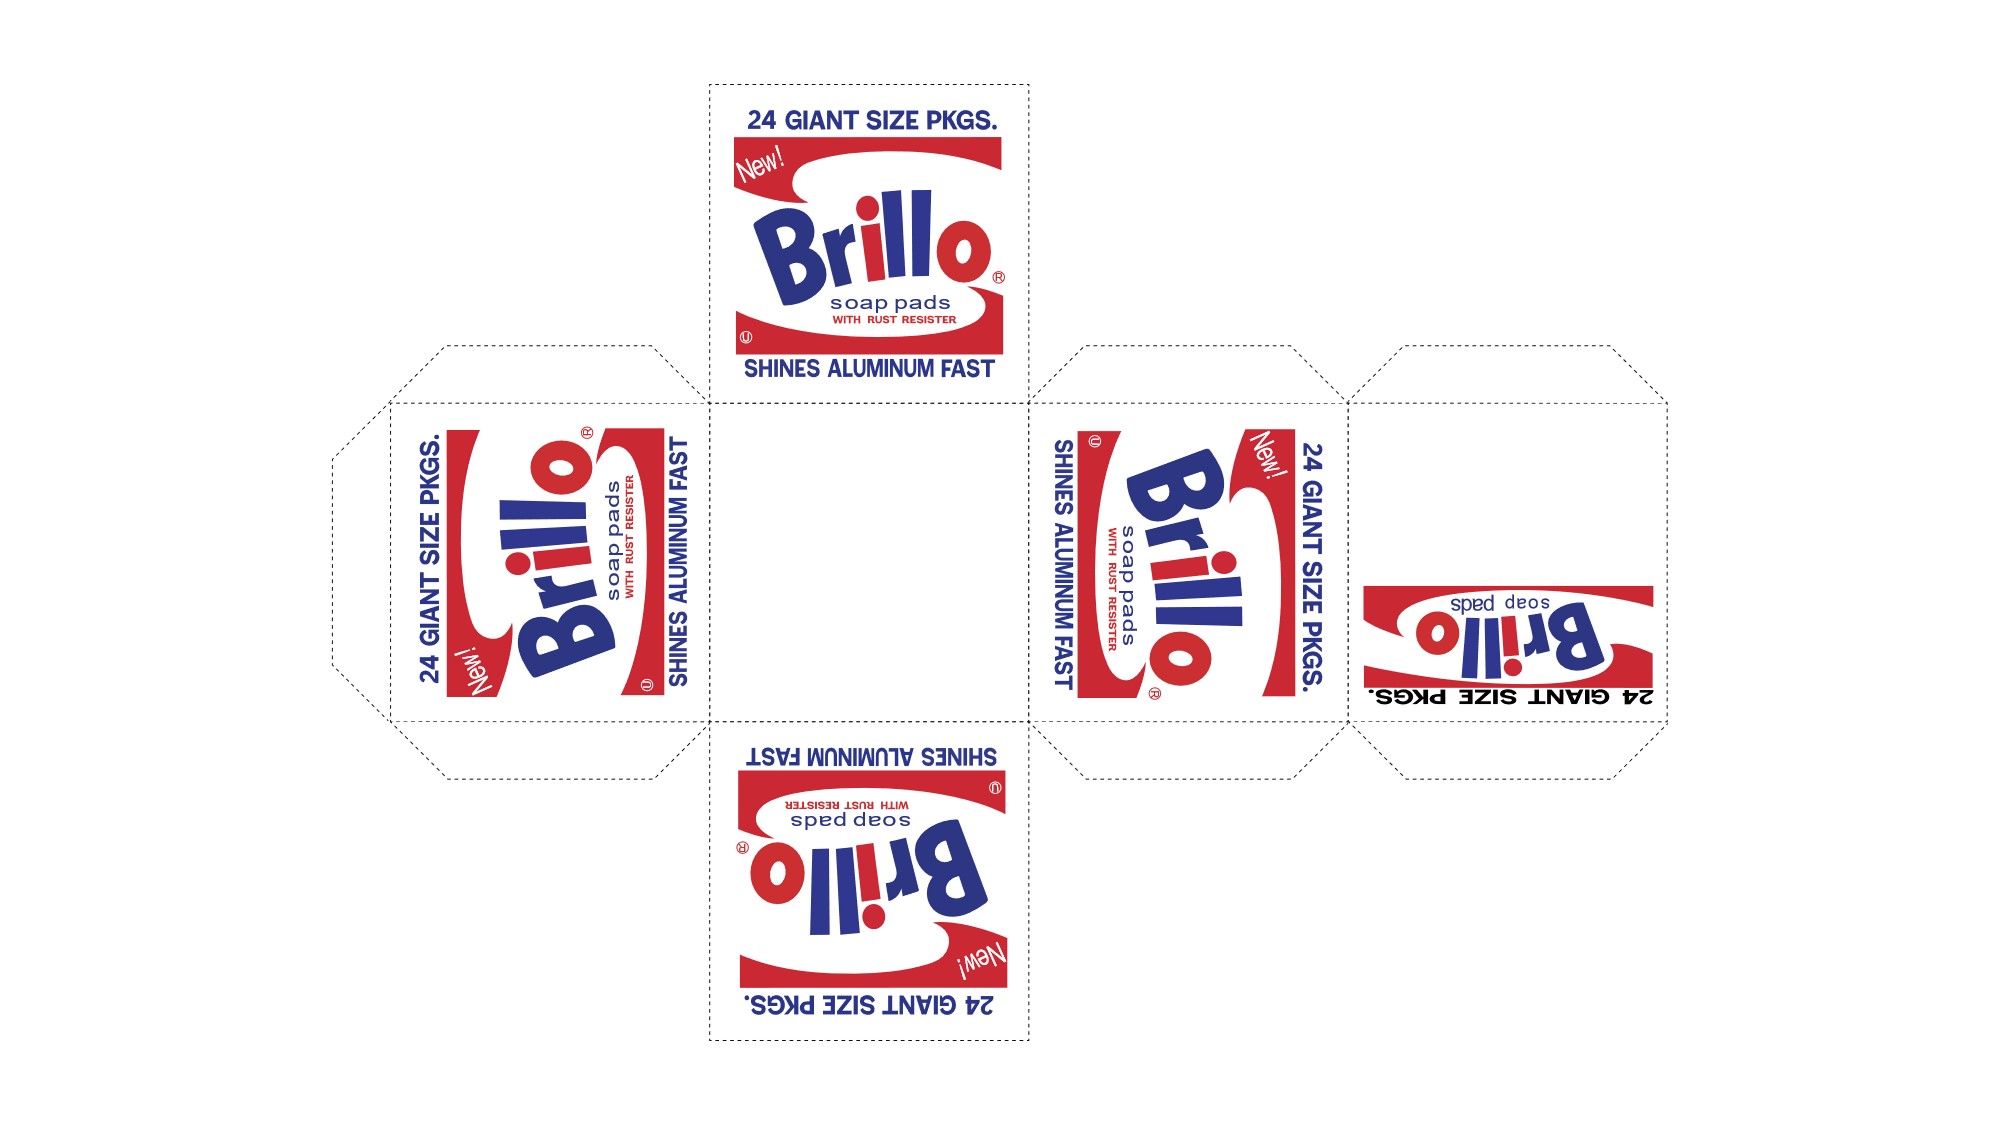 24 GIANT SIZE PKGS.
New!
Brillo®
soap pads
WITH RUST RESISTER
Ⓤ
SHINES ALUMINUM FAST
24 GIANT SIZE PKGS.
New!
Brillo®
soap pads
WITH RUST RESISTER
Ⓤ
SHINES ALUMINUM FAST
24 GIANT SIZE PKGS.
New!
Brillo®
soap pads
WITH RUST RESISTER
Ⓤ
SHINES ALUMINUM FAST
24 GIANT SIZE PKGS.
Brillo
soap pads
24 GIANT SIZE PKGS.
New!
Brillo®
soap pads
WITH RUST RESISTER
Ⓤ
SHINES ALUMINUM FAST